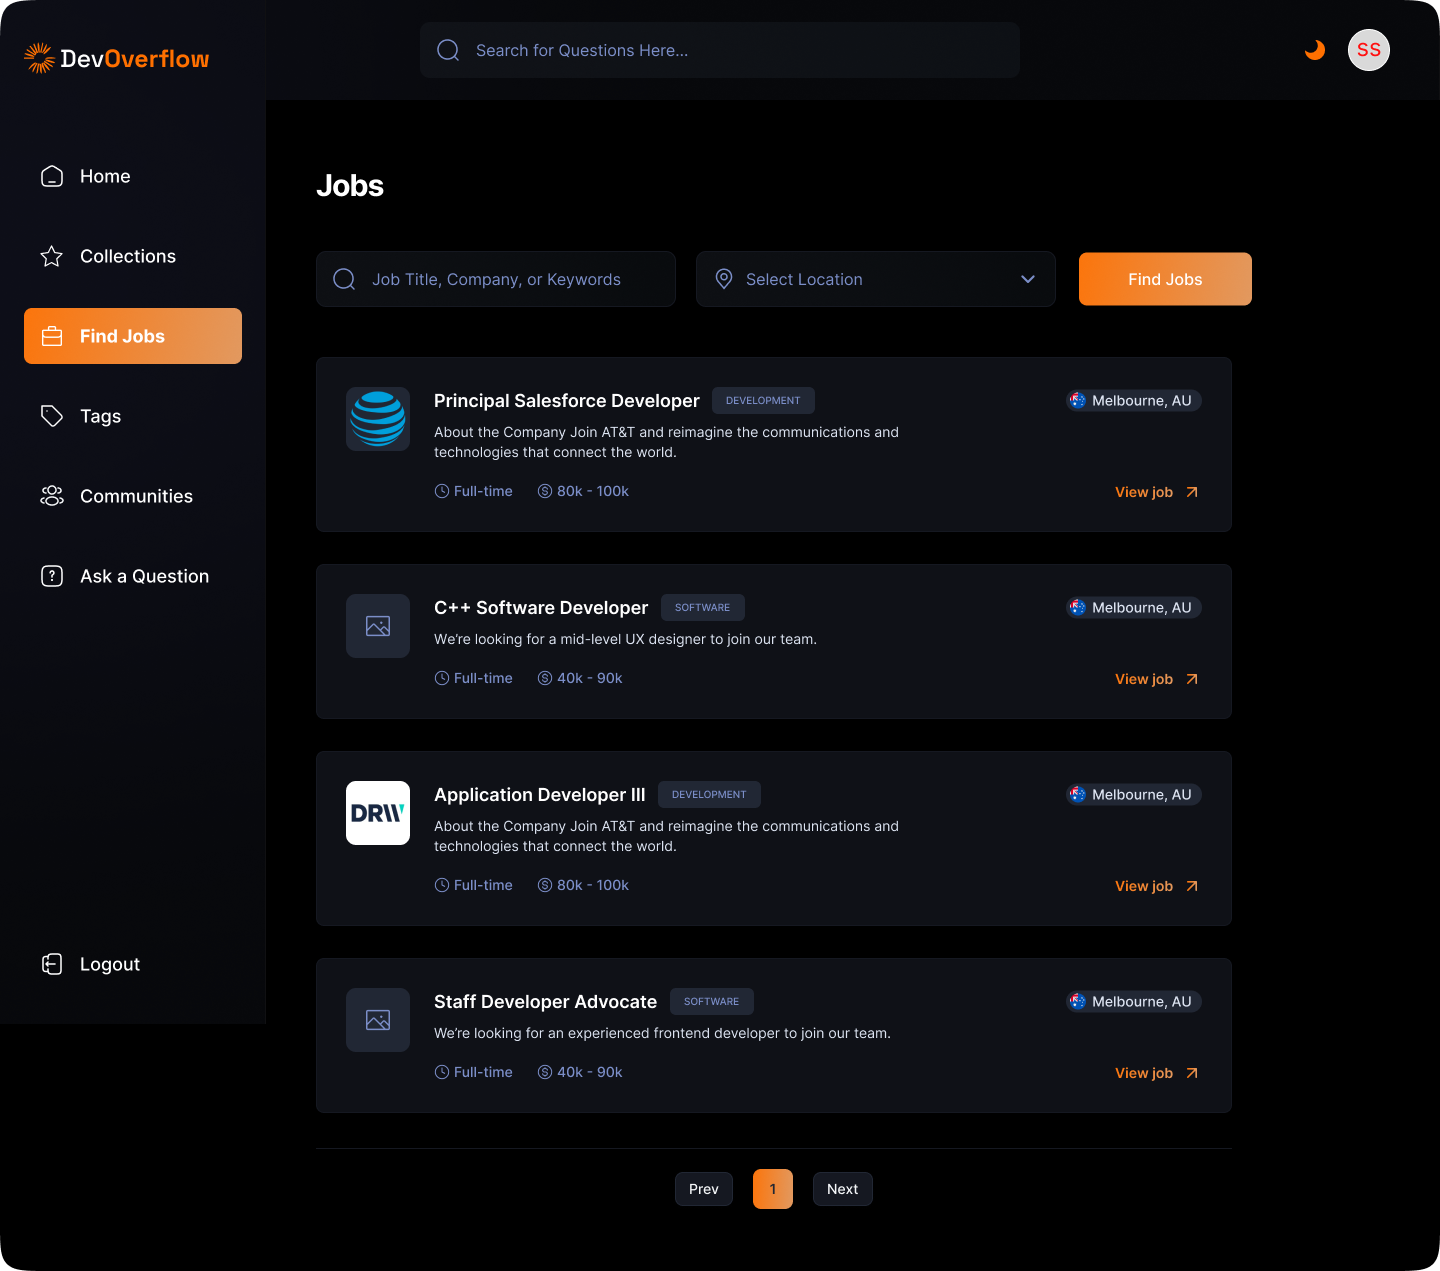 DevOverflow
Search for Questions Here...
SS
Home
Collections
Find Jobs
Tags
Communities
Ask a Question
Logout
Jobs
Job Title, Company, or Keywords
Select Location
Find Jobs
Principal Salesforce Developer
DEVELOPMENT
Melbourne, AU
About the Company Join AT&T and reimagine the communications and
technologies that connect the world.
Full-time
80k - 100k
View job
C++ Software Developer
SOFTWARE
Melbourne, AU
We're looking for a mid-level UX designer to join our team.
Full-time
40k - 90k
View job
DRW
Application Developer III
DEVELOPMENT
Melbourne, AU
About the Company Join AT&T and reimagine the communications and
technologies that connect the world.
Full-time
80k - 100k
View job
Staff Developer Advocate
SOFTWARE
Melbourne, AU
We're looking for an experienced frontend developer to join our team.
Full-time
40k - 90k
View job
Prev
1
Next